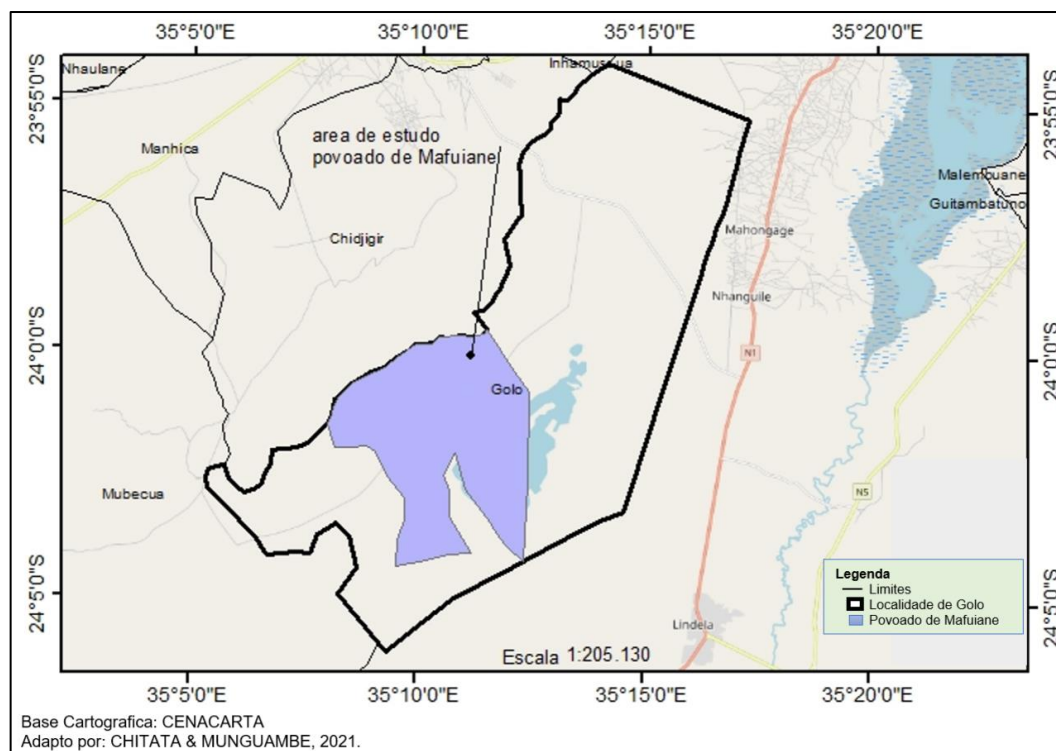 35°5'0"E
35°10'0"E
35°15'0"E
35°20'0"E
23°55'0"S
23°55'0"S
Nhaulane
Inhamussua
area de estudo
povoado de Mafuiane
Manhica
Malembuane
Guitambatuno
Chidjigir
Mahongage
Nhanguile
24°0'0"S
24°0'0"S
N1
Golo
Mubecua
N5
24°5'0"S
24°5'0"S
Legenda
Limites
Localidade de Golo
Povoado de Mafuiane
Lindela
Escala 1:205.130
35°5'0"E
35°10'0"E
35°15'0"E
35°20'0"E
Base Cartografica: CENACARTA
Adapto por: CHITATA & MUNGUAMBE, 2021.